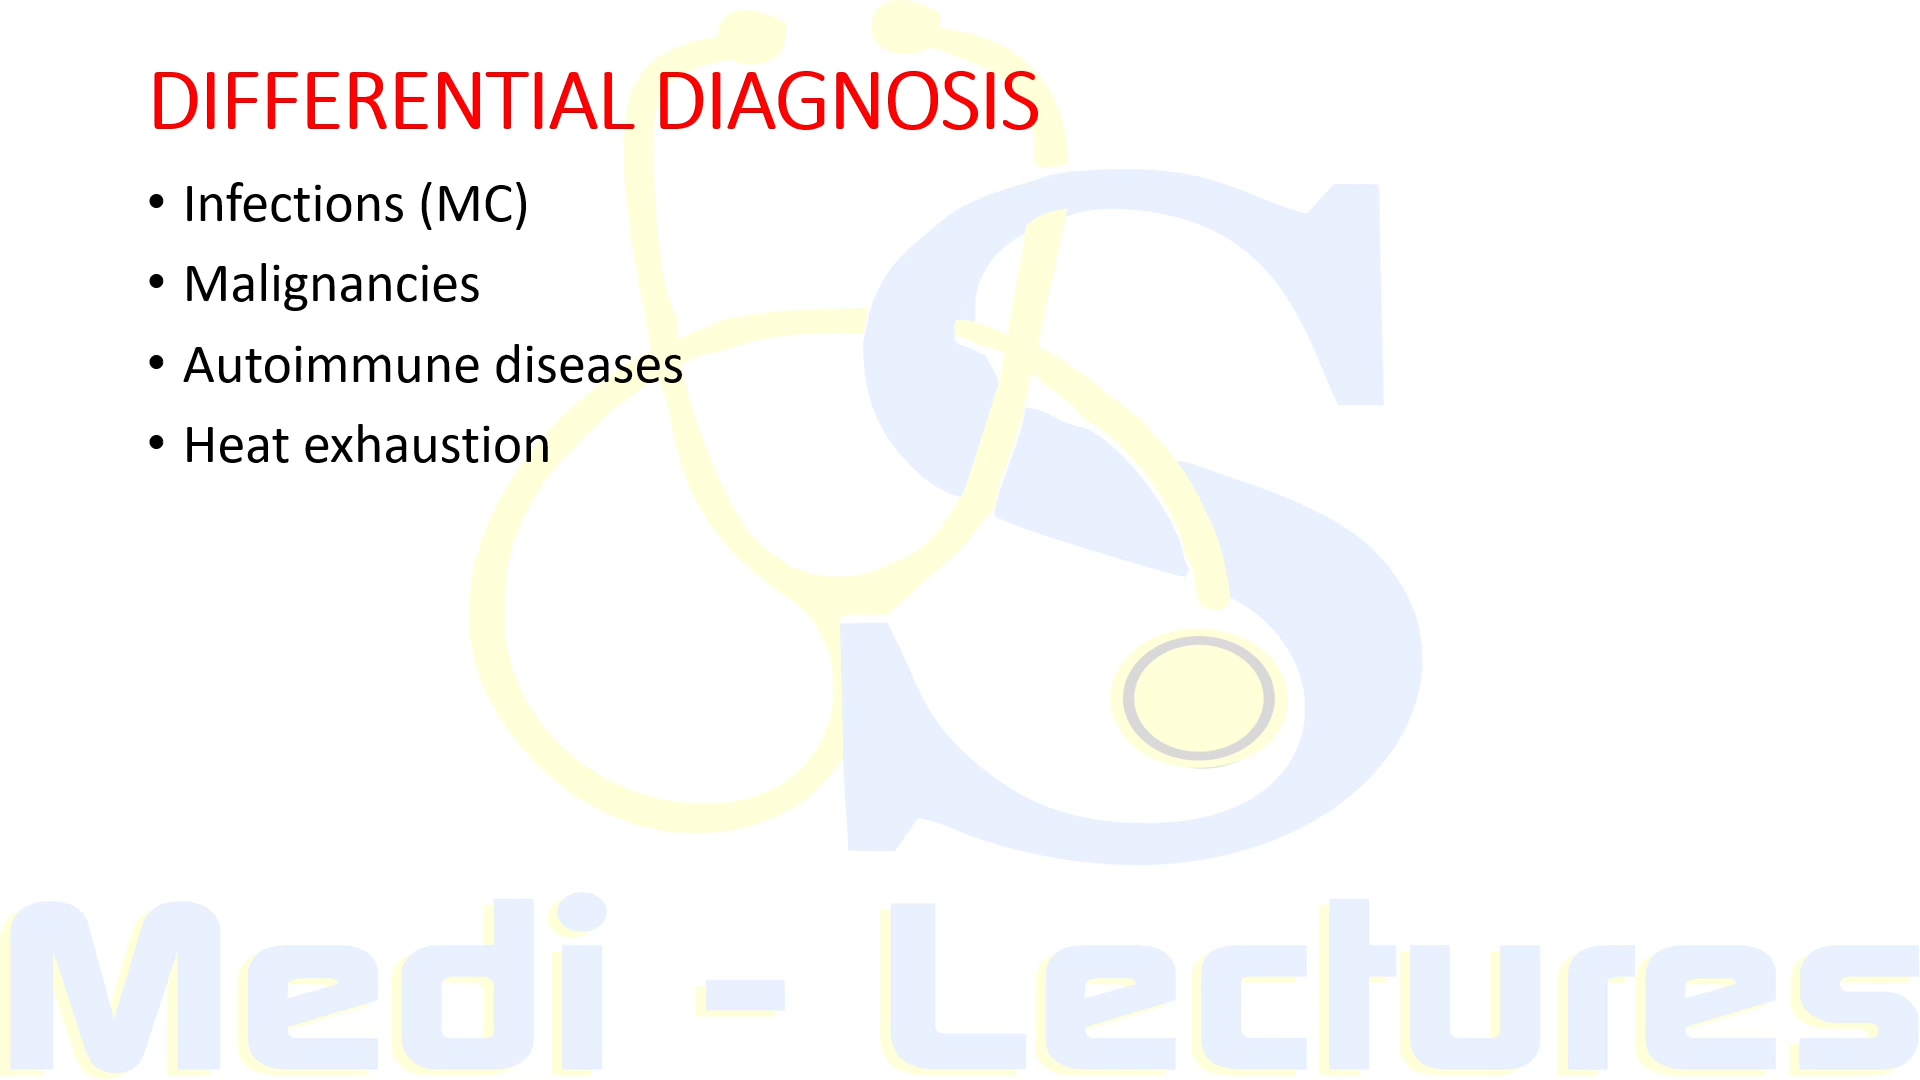 DIFFERENTIAL DIAGNOSIS
• Infections (MC)
• Malignancies
• Autoimmune diseases
• Heat exhaustion
S
Medi - Lectures